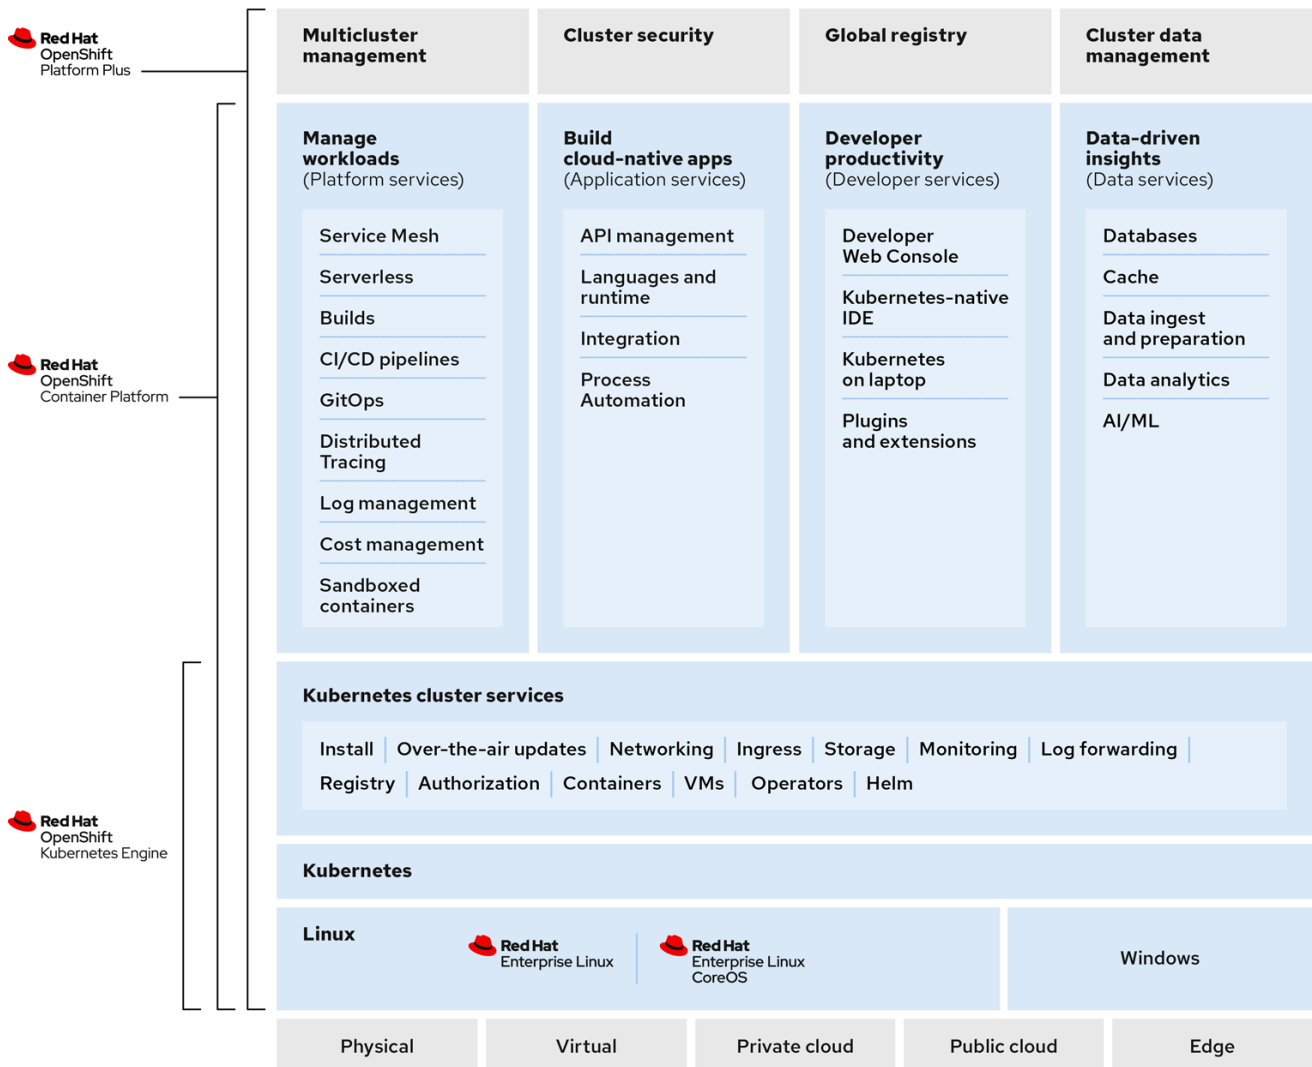 Red Hat
OpenShift
Platform Plus
Multicluster
management
Cluster security
Global registry
Cluster data
management
Red Hat
OpenShift
Container Platform
Manage
workloads
(Platform services)
Service Mesh
Serverless
Builds
CI/CD pipelines
GitOps
Distributed
Tracing
Log management
Cost management
Sandboxed
containers
Build
cloud-native apps
(Application services)
API management
Languages and
runtime
Integration
Process
Automation
Developer
productivity
(Developer services)
Developer
Web Console
Kubernetes-native
IDE
Kubernetes
on laptop
Plugins
and extensions
Data-driven
insights
(Data services)
Databases
Cache
Data ingest
and preparation
Data analytics
AI/ML
Red Hat
OpenShift
Kubernetes Engine
Kubernetes cluster services
Install | Over-the-air updates | Networking | Ingress | Storage | Monitoring | Log forwarding |
Registry | Authorization | Containers | VMs | Operators | Helm
Kubernetes
Linux
Red Hat
Enterprise Linux
Red Hat
Enterprise Linux
CoreOS
Windows
Physical
Virtual
Private cloud
Public cloud
Edge